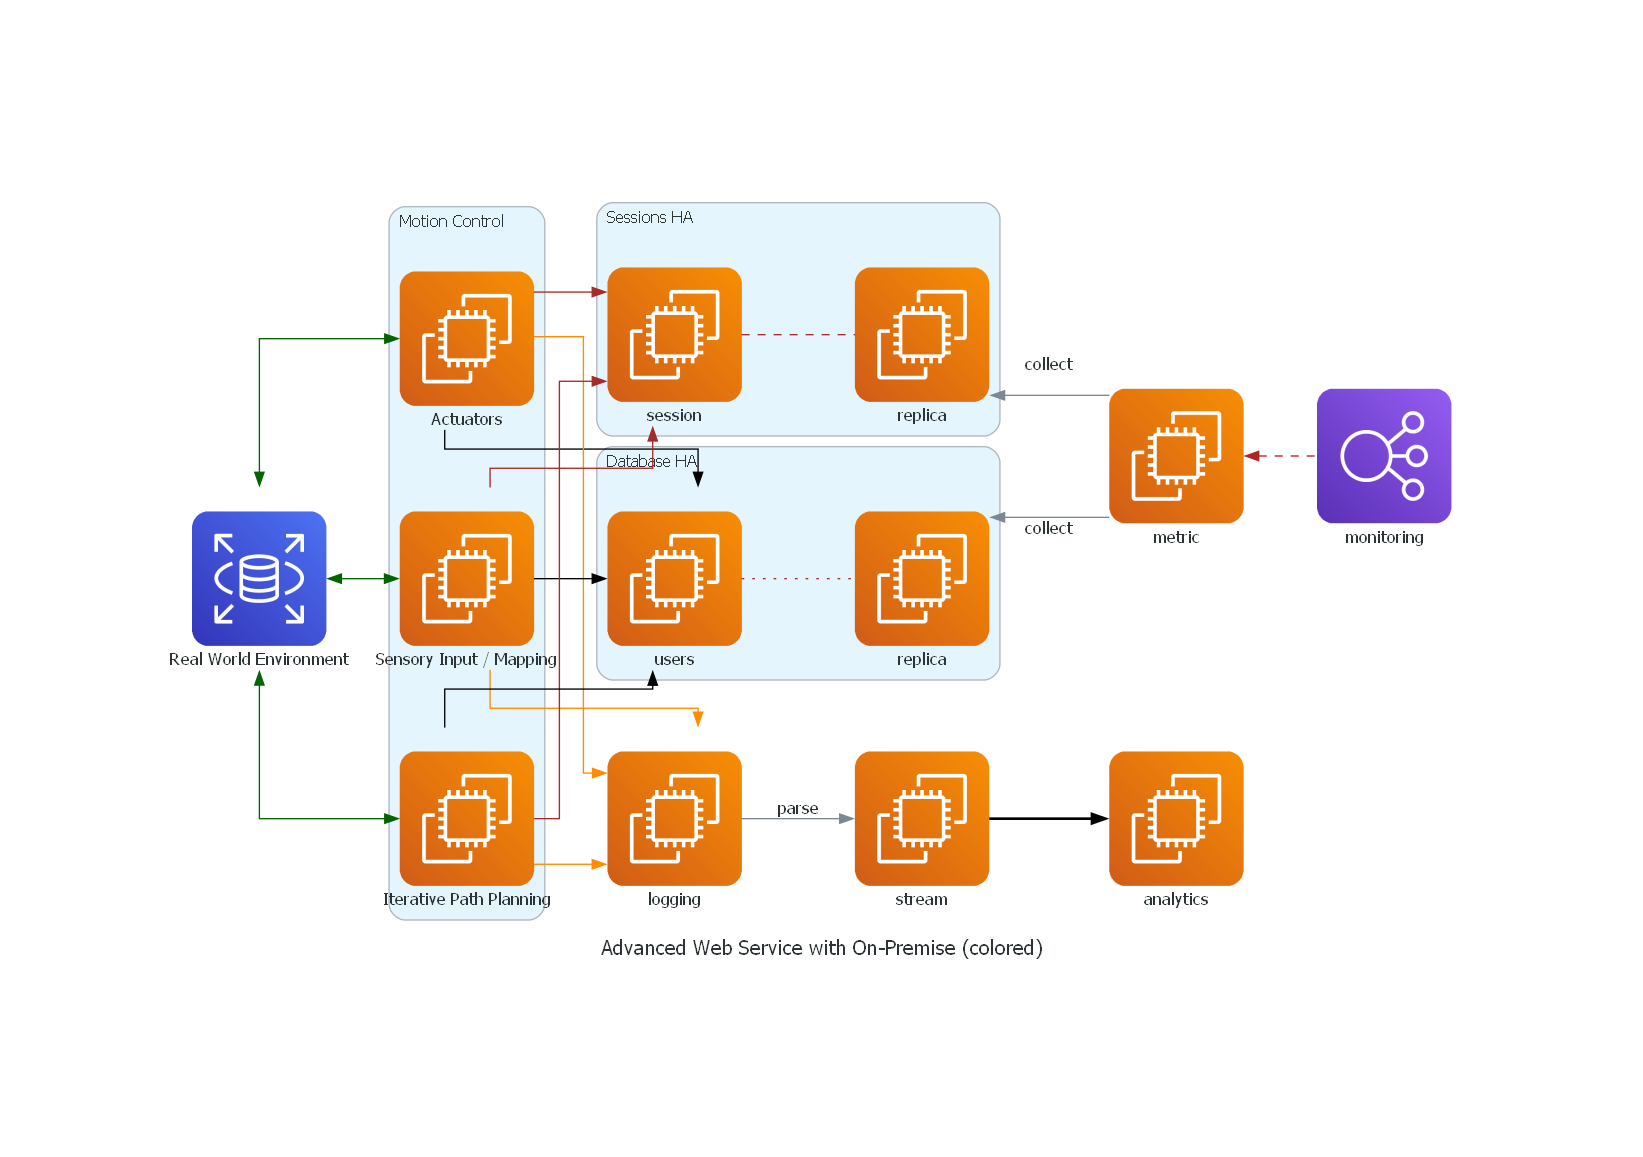 Motion Control
Sessions HA
Actuators
session
replica
collect
Database HA
collect
metric
monitoring
Real World Environment
Sensory Input / Mapping
users
replica
parse
Iterative Path Planning
logging
stream
analytics
Advanced Web Service with On-Premise (colored)